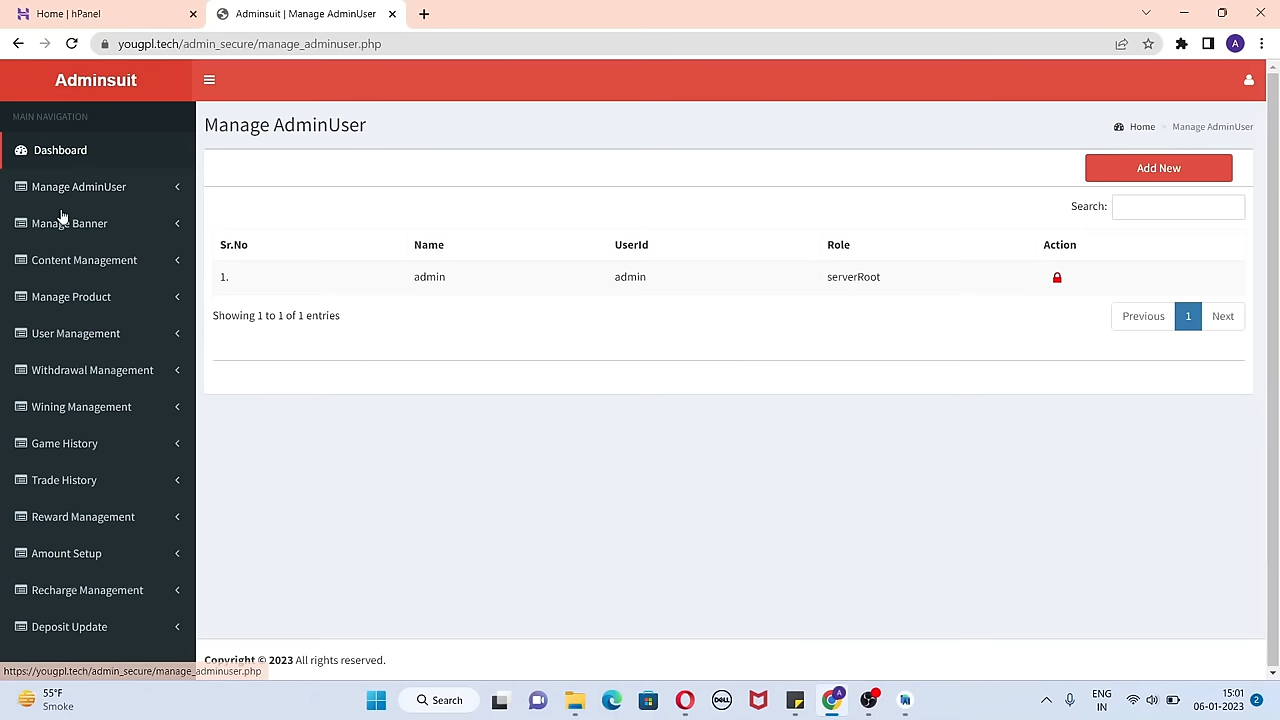 Home | hPanel
Adminsuit | Manage AdminUser
yougpl.tech/admin_secure/manage_adminuser.php
A
Adminsuit
MAIN NAVIGATION
Dashboard
Manage AdminUser
Manage Banner
Content Management
Manage Product
User Management
Withdrawal Management
Wining Management
Game History
Trade History
Reward Management
Amount Setup
Recharge Management
Deposit Update
https://yougpl.tech/admin_secure/manage_adminuser.php
Manage AdminUser
Home > Manage AdminUser
Add New
Search:
Sr.No Name UserId Role Action
1. admin admin serverRoot
Showing 1 to 1 of 1 entries
Previous 1 Next
Copyright © 2023 All rights reserved.
55°F
Smoke
Search
DELL
A
ENG
IN
15:01
06-01-2023
2